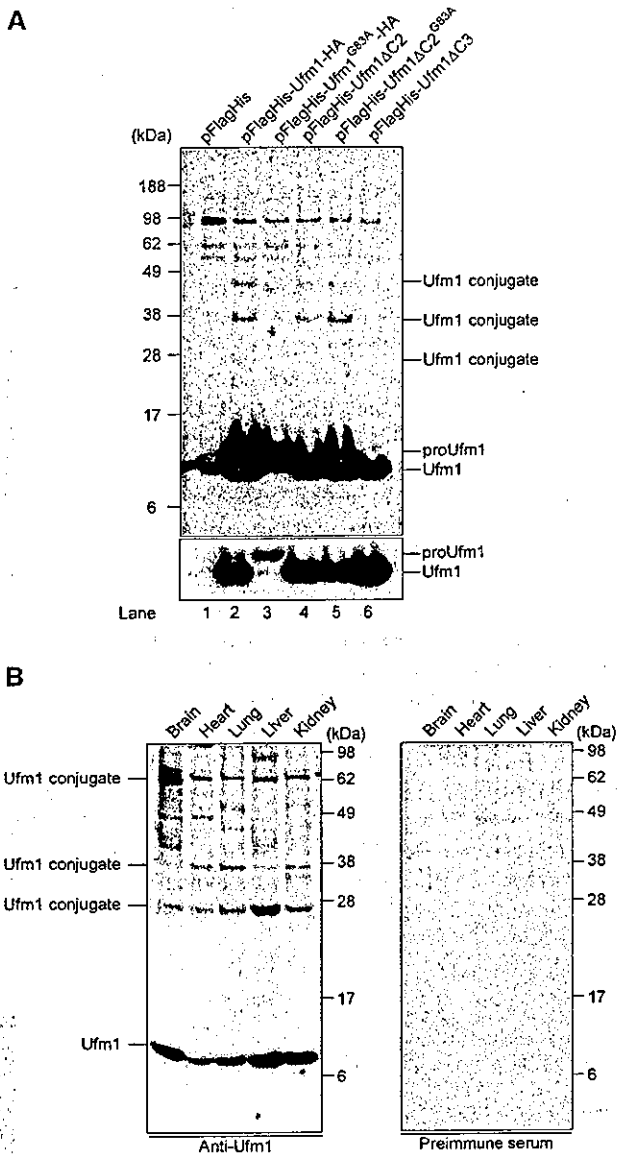 A
pFlagHis
pFlagHis-Ufm1-HA
pFlagHis-Ufm1G83A-HA
pFlagHis-Ufm1ΔC2
pFlagHis-Ufm1ΔC2G83A
pFlagHis-Ufm1ΔC3
(kDa)
188
98
62
49
38
28
17
6
Ufm1 conjugate
Ufm1 conjugate
Ufm1 conjugate
proUfm1
Ufm1
proUfm1
Ufm1
Lane 1 2 3 4 5 6
B
Brain Heart Lung Liver Kidney (kDa)
Ufm1 conjugate
Ufm1 conjugate
Ufm1 conjugate
Ufm1
98
62
49
38
28
17
6
Anti-Ufm1
Brain Heart Lung Liver Kidney (kDa)
98
62
49
38
28
17
6
Preimmune serum